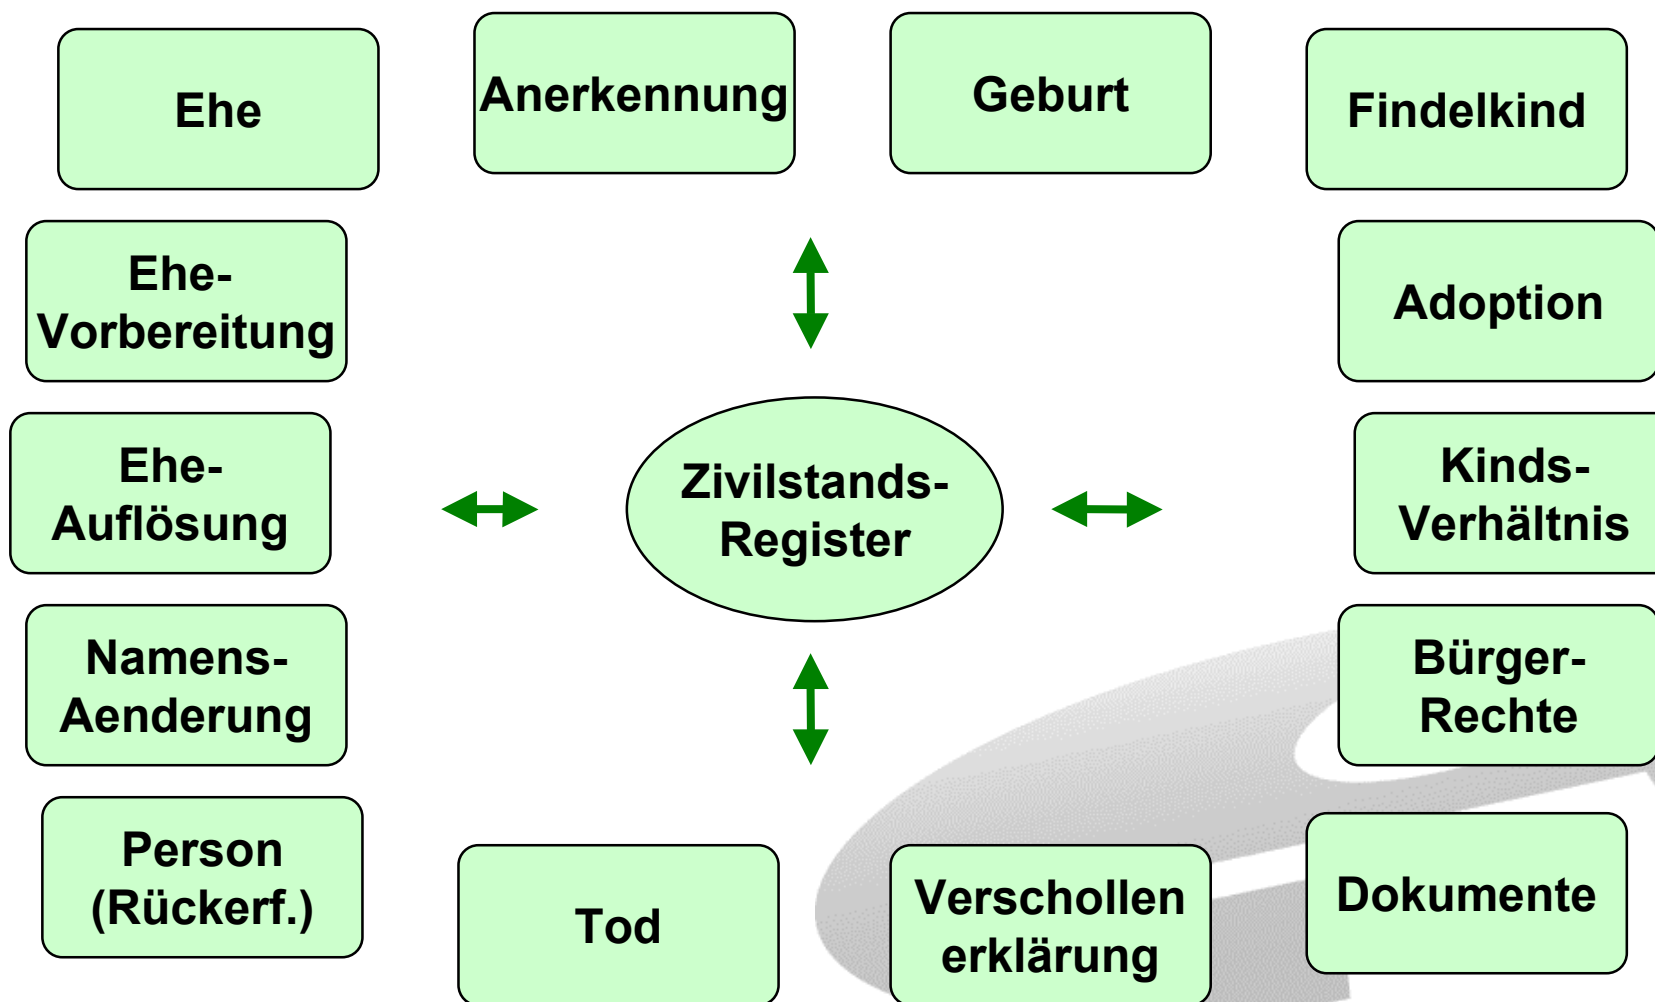 Ehe
Anerkennung
Geburt
Findelkind
Ehe-
Vorbereitung
Adoption
Ehe-
Auflösung
Zivilstands-
Register
Kinds-
Verhältnis
Namens-
Aenderung
Bürger-
Rechte
Person
(Rückerf.)
Tod
Verschollen
erklärung
Dokumente